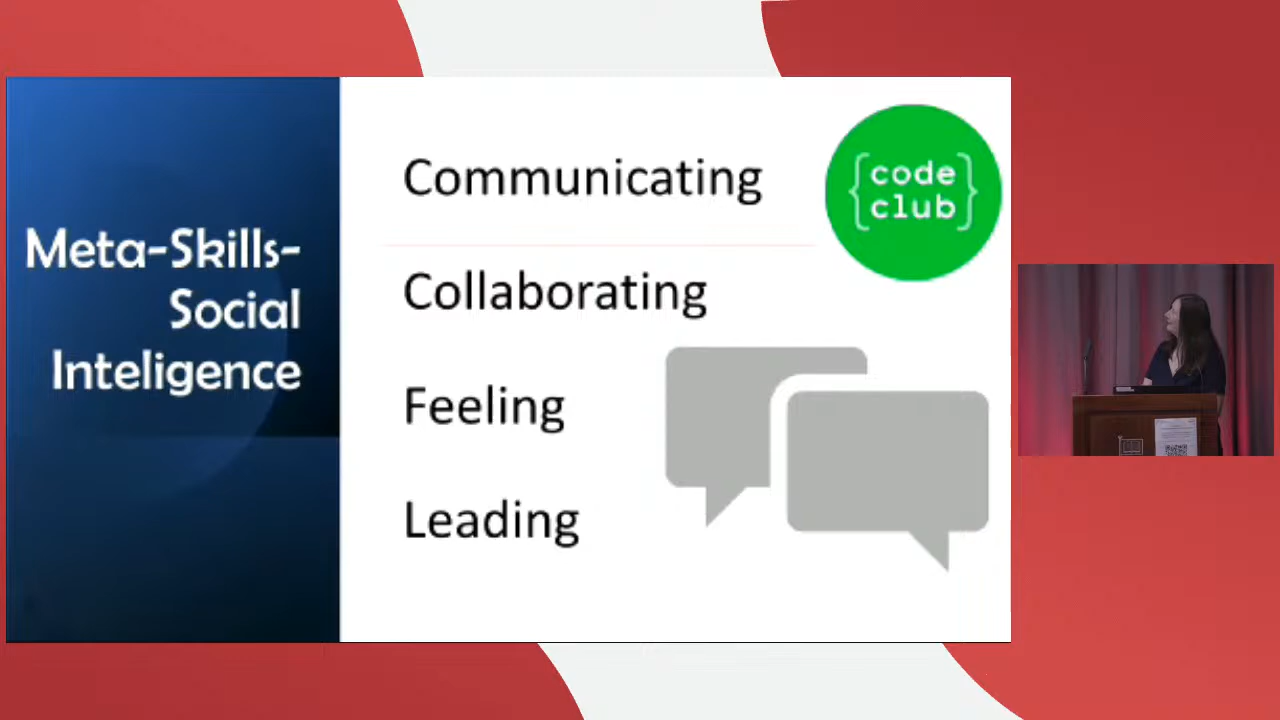 Meta-Skills-
Social
Inteligence
Communicating
Collaborating
Feeling
Leading
{code
club}